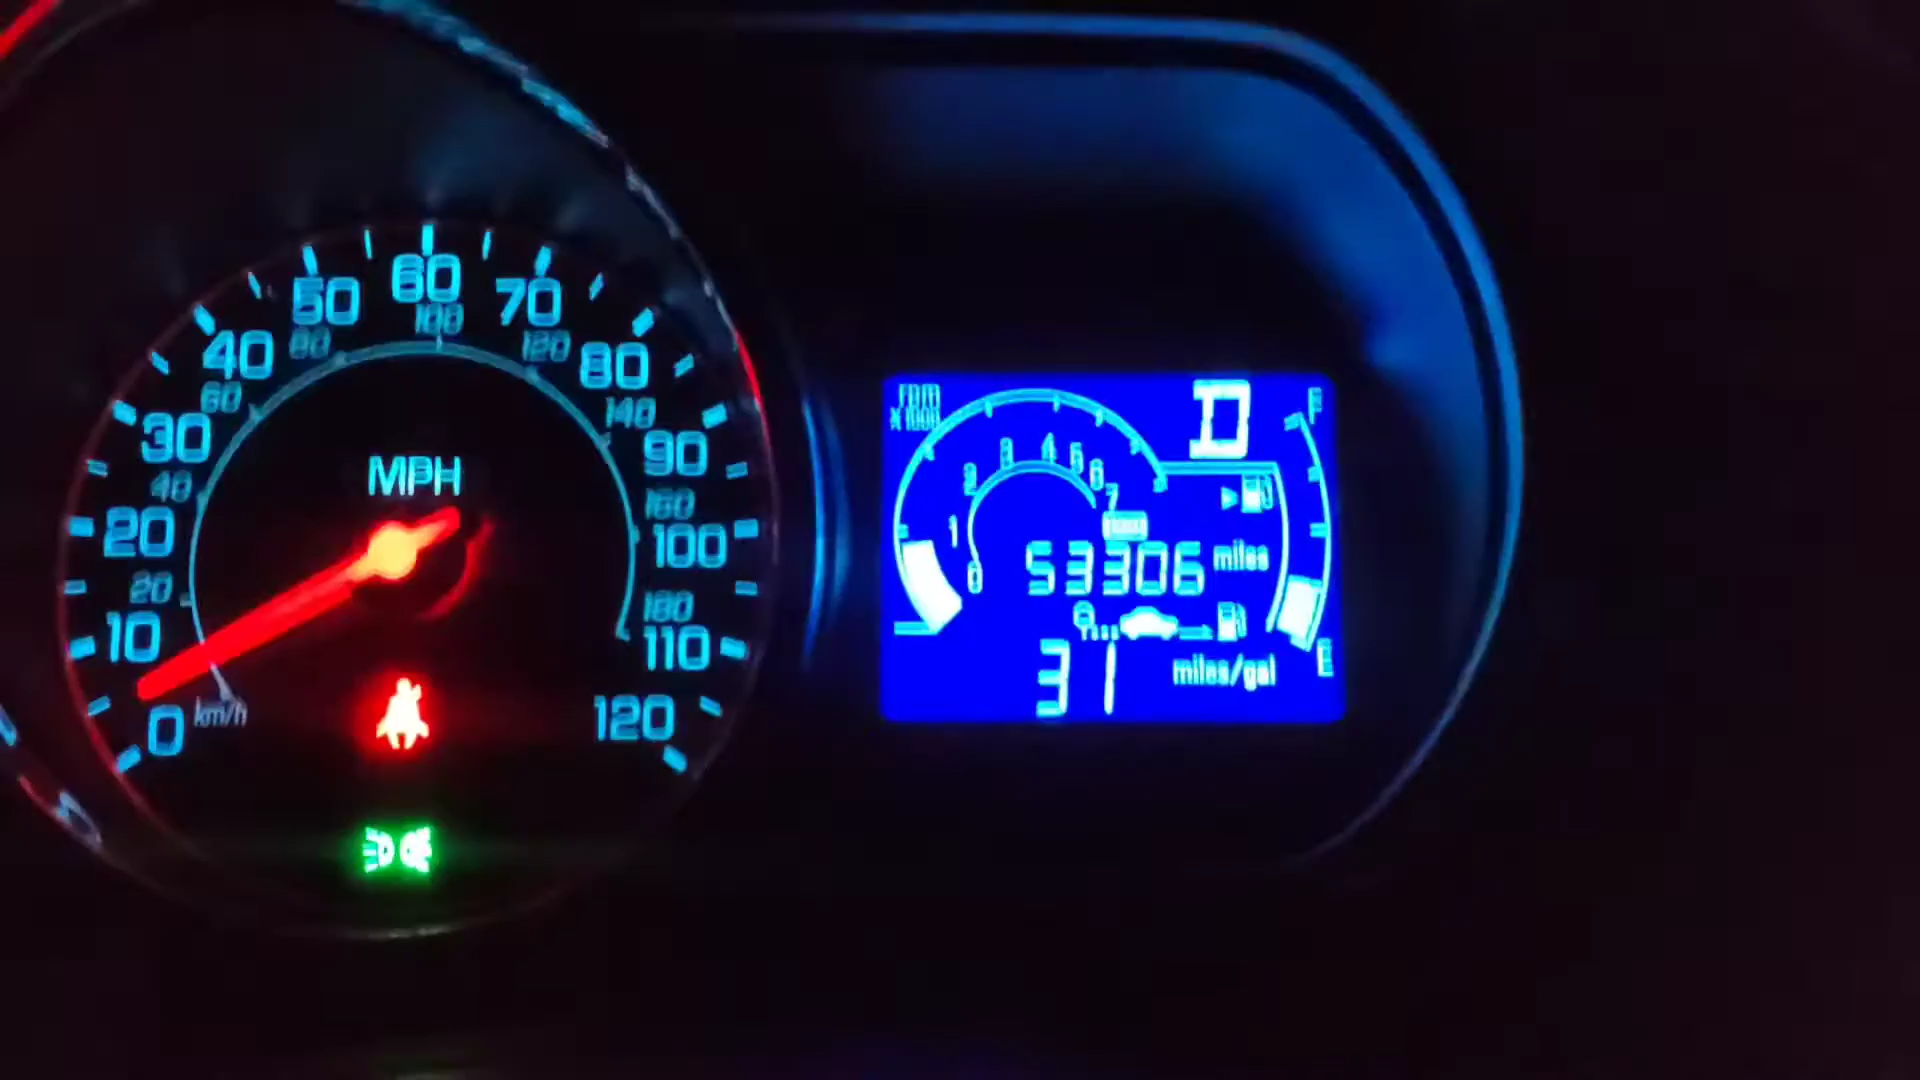 50 60 70
80 100 120
40 80
60 140
30 90
40 160
MPH
20 100
20 180
10 110
0 km/h 120
rpm
x1000
D
F
0 1 2 3 4 5 6 7
53306 miles
31 miles/gal
E